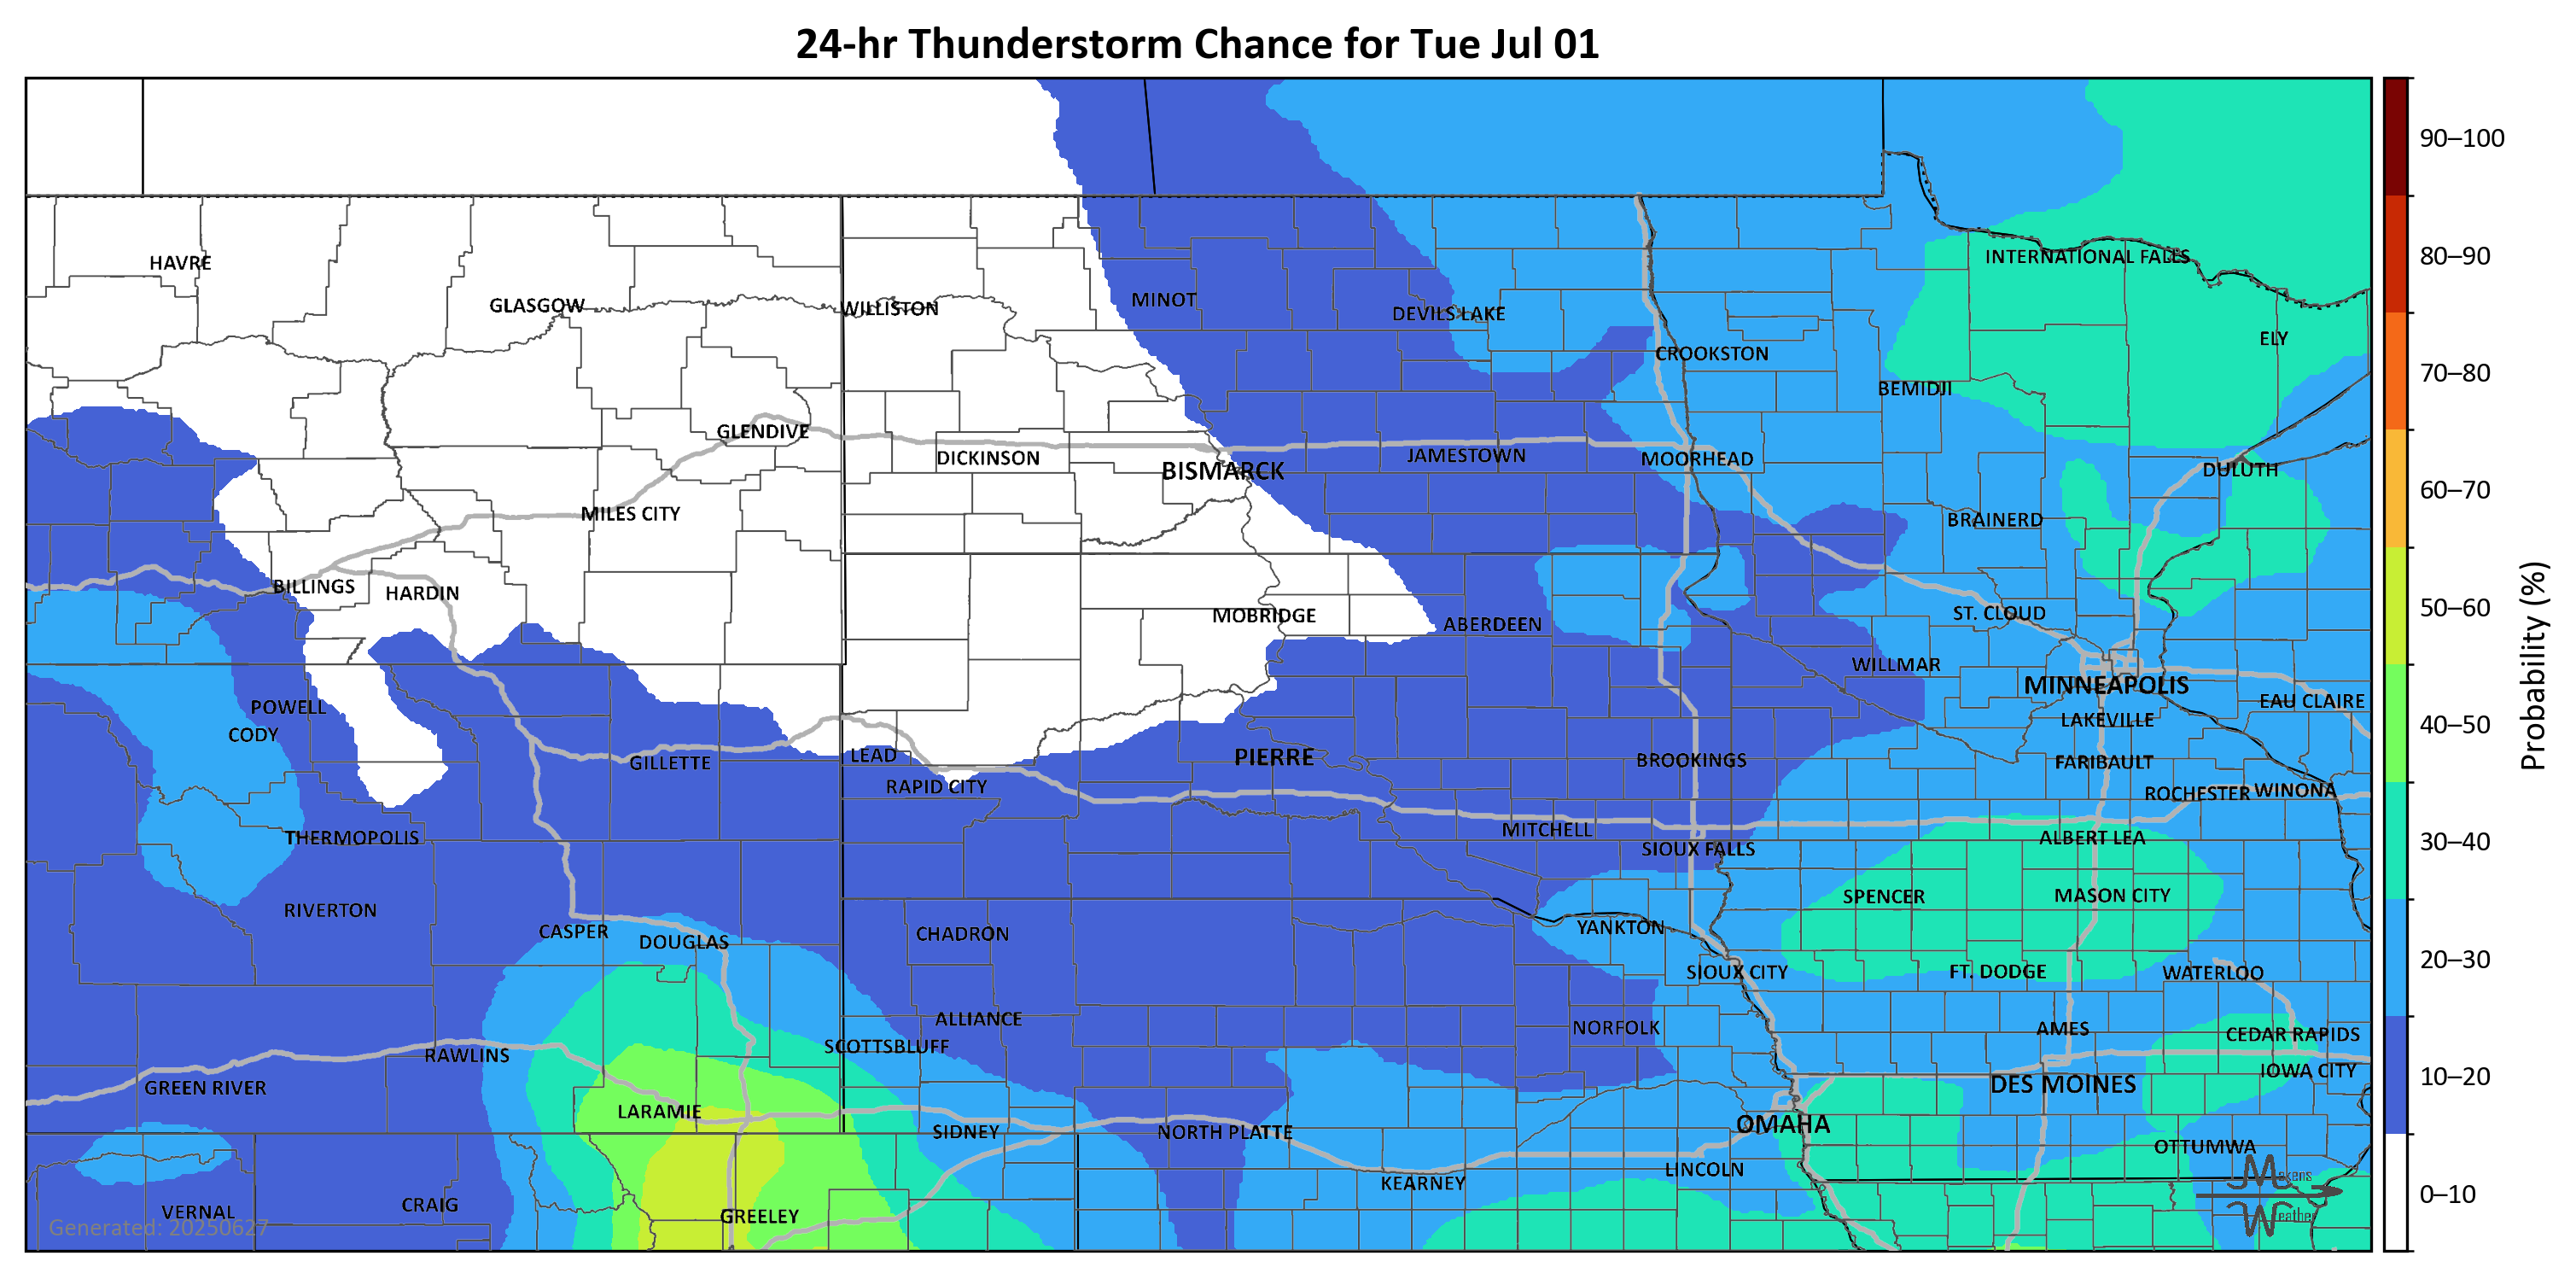 24-hr Thunderstorm Chance for Tue Jul 01
90–100
INTERNATIONAL FALLS
80–90
HAVRE
MINOT
GLASGOW
WILLISTON
DEVILS LAKE
ELY
CROOKSTON
70–80
BEMIDJI
GLENDIVE
DICKINSON
JAMESTOWN
MOORHEAD
BISMARCK
DULUTH
60–70
MILES CITY
BRAINERD
BILLINGS
HARDIN
50–60
MOBRIDGE
ABERDEEN
ST. CLOUD
WILLMAR
Probability (%)
MINNEAPOLIS
EAU CLAIRE
POWELL
LAKEVILLE
40–50
CODY
LEAD
PIERRE
GILLETTE
BROOKINGS
FARIBAULT
RAPID CITY
ROCHESTER
WINONA
THERMOPOLIS
MITCHELL
ALBERT LEA
30–40
SIOUX FALLS
SPENCER
MASON CITY
RIVERTON
CASPER
DOUGLAS
CHADRON
YANKTON
20–30
SIOUX CITY
FT. DODGE
WATERLOO
ALLIANCE
NORFOLK
AMES
CEDAR RAPIDS
SCOTTSBLUFF
RAWLINS
IOWA CITY
10–20
GREEN RIVER
DES MOINES
LARAMIE
OMAHA
SIDNEY
NORTH PLATTE
OTTUMWA
LINCOLN
KEARNEY
Makens
Weather
0–10
CRAIG
VERNAL
GREELEY
Generated: 20250627